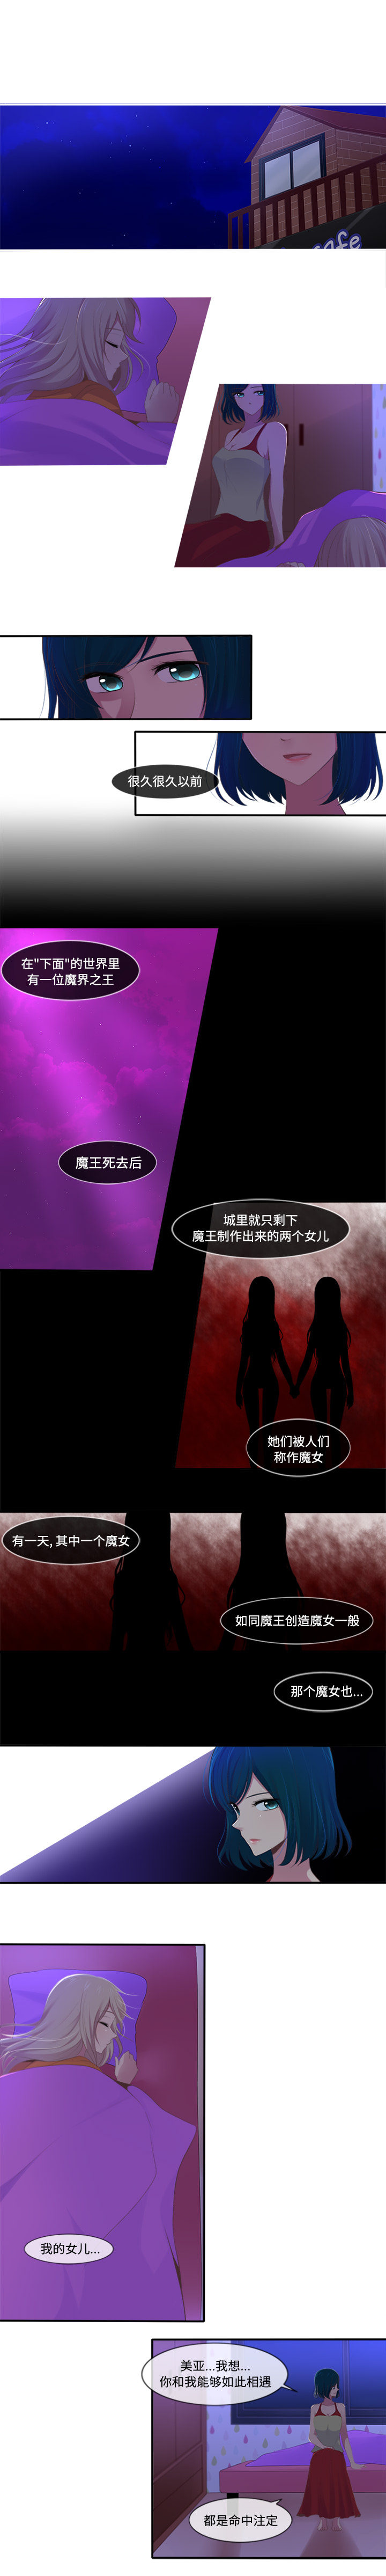 cafe
很久很久以前
在"下面"的世界里
有一位魔界之王
魔王死去后
城里就只剩下
魔王制作出来的两个女儿
她们被人们
称作魔女
有一天, 其中一个魔女
如同魔王创造魔女一般
那个魔女也...
我的女儿...
美亚...我想...
你和我能够如此相遇
都是命中注定